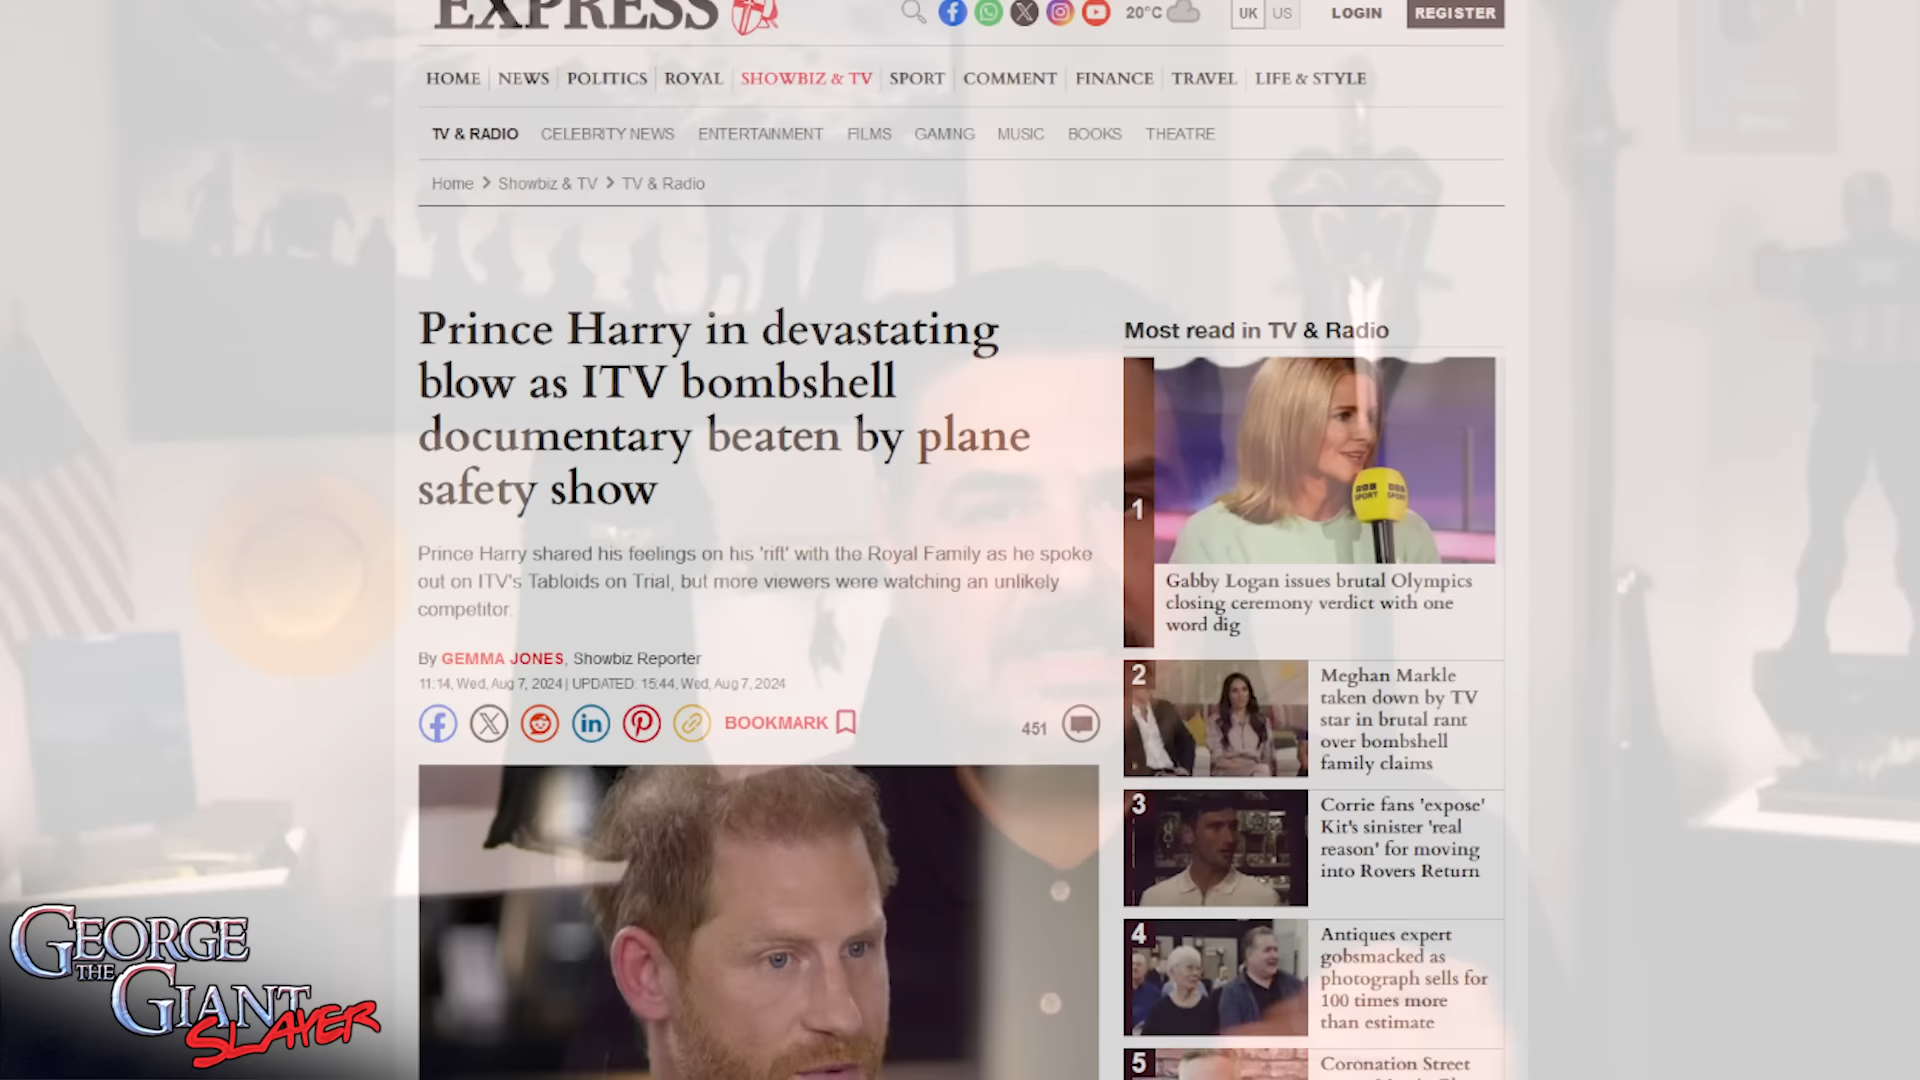 EXPRESS
20°C
UK US
LOGIN
REGISTER
HOME NEWS POLITICS ROYAL SHOWBIZ & TV SPORT COMMENT FINANCE TRAVEL LIFE & STYLE
TV & RADIO CELEBRITY NEWS ENTERTAINMENT FILMS GAMING MUSIC BOOKS THEATRE
Home > Showbiz & TV > TV & Radio
Prince Harry in devastating
blow as ITV bombshell
documentary beaten by plane
safety show
Prince Harry shared his feelings on his 'rift' with the Royal Family as he spoke
out on ITV's Tabloids on Trial, but more viewers were watching an unlikely
competitor.
By GEMMA JONES, Showbiz Reporter
11:14, Wed, Aug 7, 2024 | UPDATED: 15:44, Wed, Aug 7, 2024
BOOKMARK
451
Most read in TV & Radio
1
BBC
SPORT
BBC
SPORT
Gabby Logan issues brutal Olympics
closing ceremony verdict with one
word dig
2
Meghan Markle
taken down by TV
star in brutal rant
over bombshell
family claims
3
Corrie fans 'expose'
Kit's sinister 'real
reason' for moving
into Rovers Return
4
Antiques expert
gobsmacked as
photograph sells for
100 times more
than estimate
5
Coronation Street
GEORGE
THE
GIANT
SLAYER